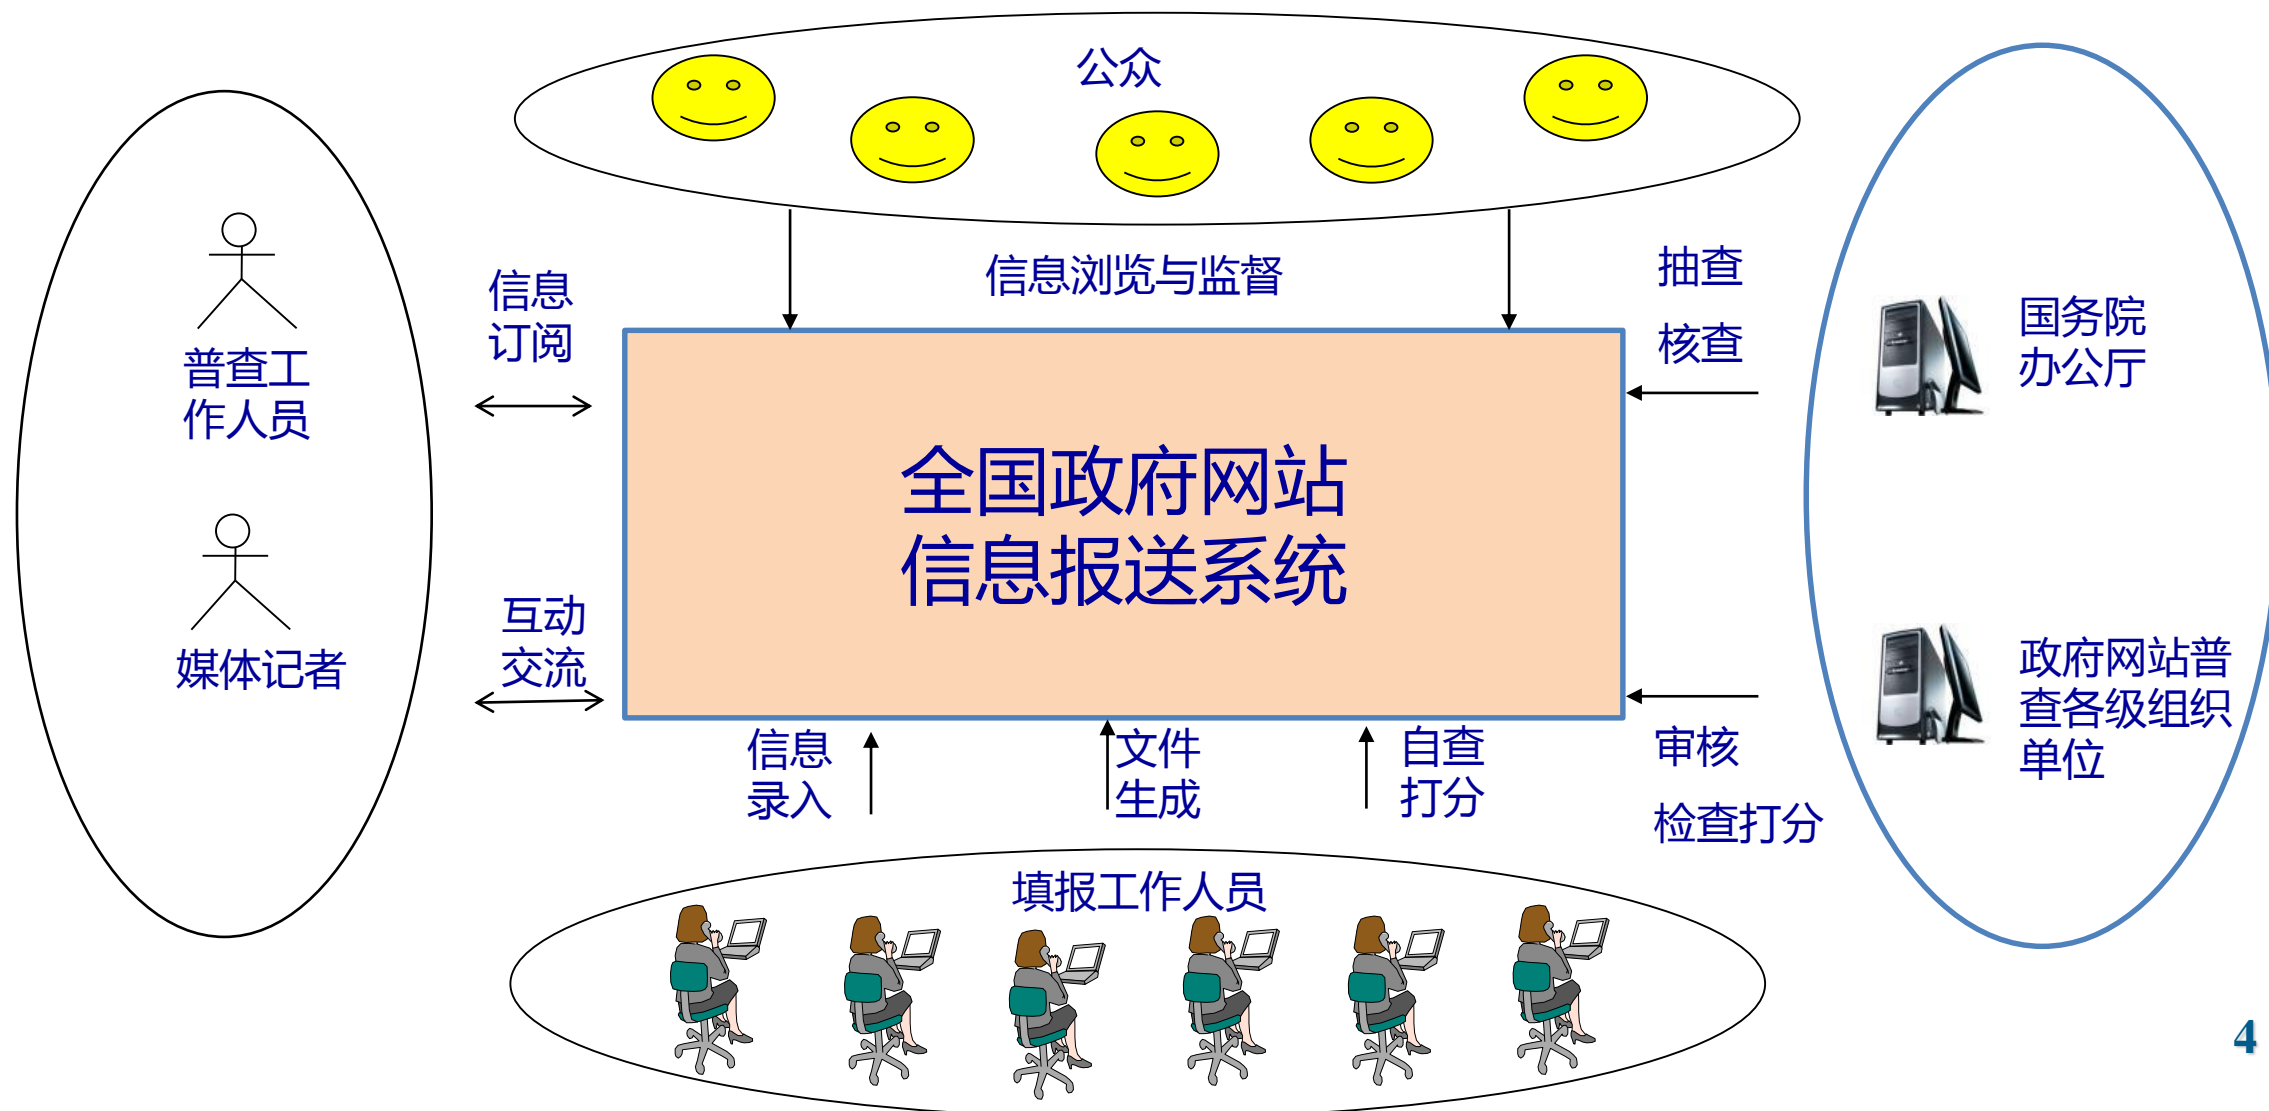 公众
信息浏览与监督
信息
订阅
抽查
核查
国务院
办公厅
普查工
作人员
全国政府网站
信息报送系统
互动
交流
媒体记者
政府网站普
查各级组织
单位
信息
录入
文件
生成
自查
打分
审核
检查打分
填报工作人员
4